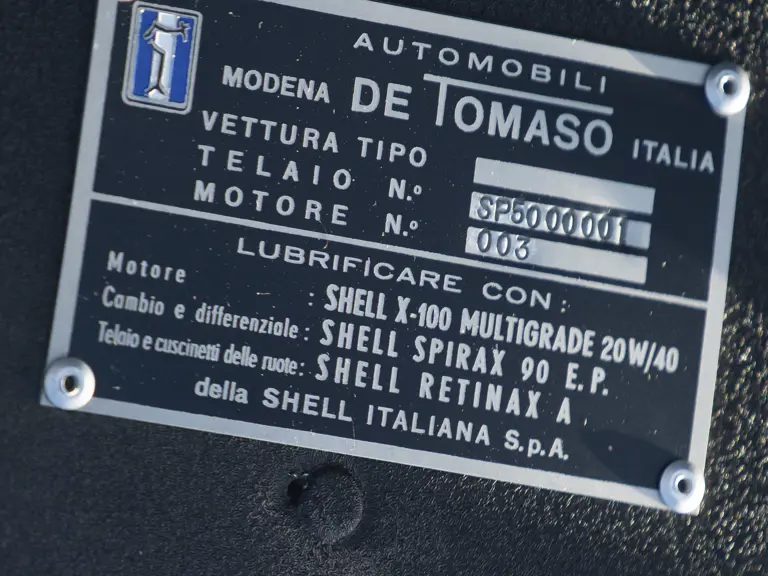 AUTOMOBILI
MODENA DE TOMASO ITALIA
VETTURA TIPO
TELAIO N.º SP5000001
MOTORE N.º 003
LUBRIFICARE CON:
Motore : SHELL X-100 MULTIGRADE 20W/40
Cambio e differenziale: SHELL SPIRAX 90 E.P.
Telaio e cuscinetti delle ruote: SHELL RETINAX A
della SHELL ITALIANA S.p.A.